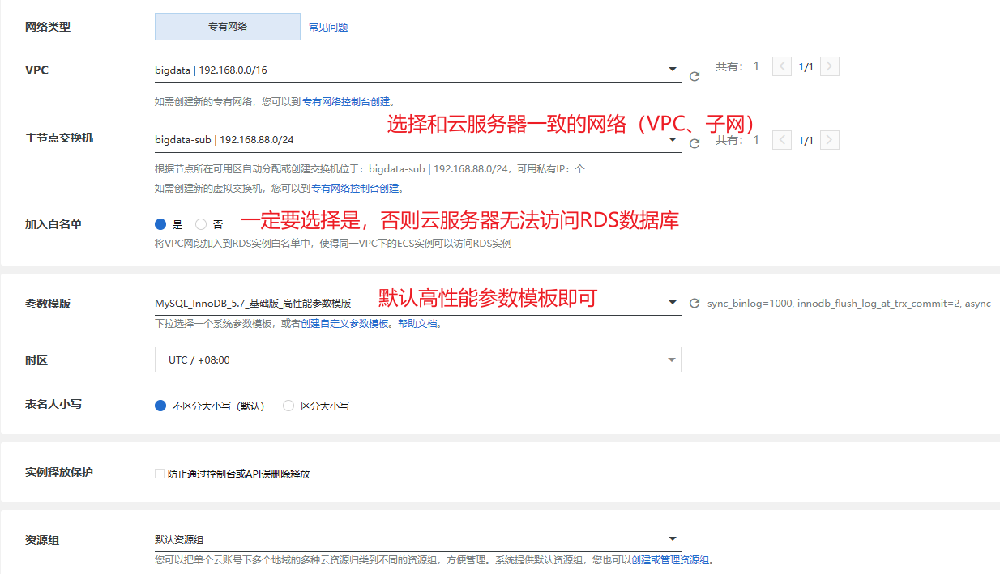 网络类型 专有网络 常见问题
VPC bigdata | 192.168.0.0/16 共有： 1 1/1
如需创建新的专有网络，您可以到专有网络控制台创建。
选择和云服务器一致的网络（VPC、子网）
主节点交换机 bigdata-sub | 192.168.88.0/24 共有： 1 1/1
根据节点所在可用区自动分配或创建交换机位于：bigdata-sub | 192.168.88.0/24，可用私有IP：个
如需创建新的虚拟交换机，您可以到专有网络控制台创建。
加入白名单 是 否 一定要选择是，否则云服务器无法访问RDS数据库
将VPC网段加入到RDS实例白名单中，使得同一VPC下的ECS实例可以访问RDS实例
参数模版 MySQL_InnoDB_5.7_基础版_高性能参数模版 默认高性能参数模板即可 sync_binlog=1000, innodb_flush_log_at_trx_commit=2, async
下拉选择一个系统参数模板，或者创建自定义参数模板。帮助文档。
时区 UTC / +08:00
表名大小写 不区分大小写（默认） 区分大小写
实例释放保护 防止通过控制台或API误删除释放
资源组 默认资源组
您可以把单个云账号下多个地域的多种云资源归类到不同的资源组，方便管理。系统提供默认资源组，您也可以创建或管理资源组。